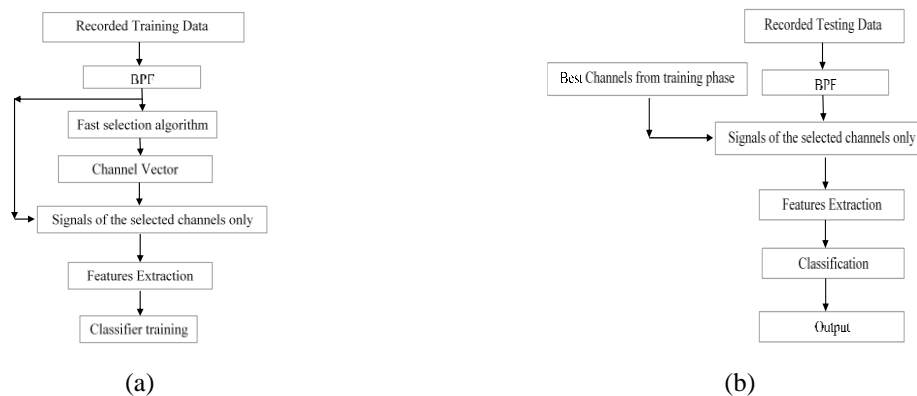 Recorded Training Data
BPF
Fast selection algorithm
Channel Vector
Signals of the selected channels only
Features Extraction
Classifier training
(a)
Recorded Testing Data
Best Channels from training phase
BPF
Signals of the selected channels only
Features Extraction
Classification
Output
(b)